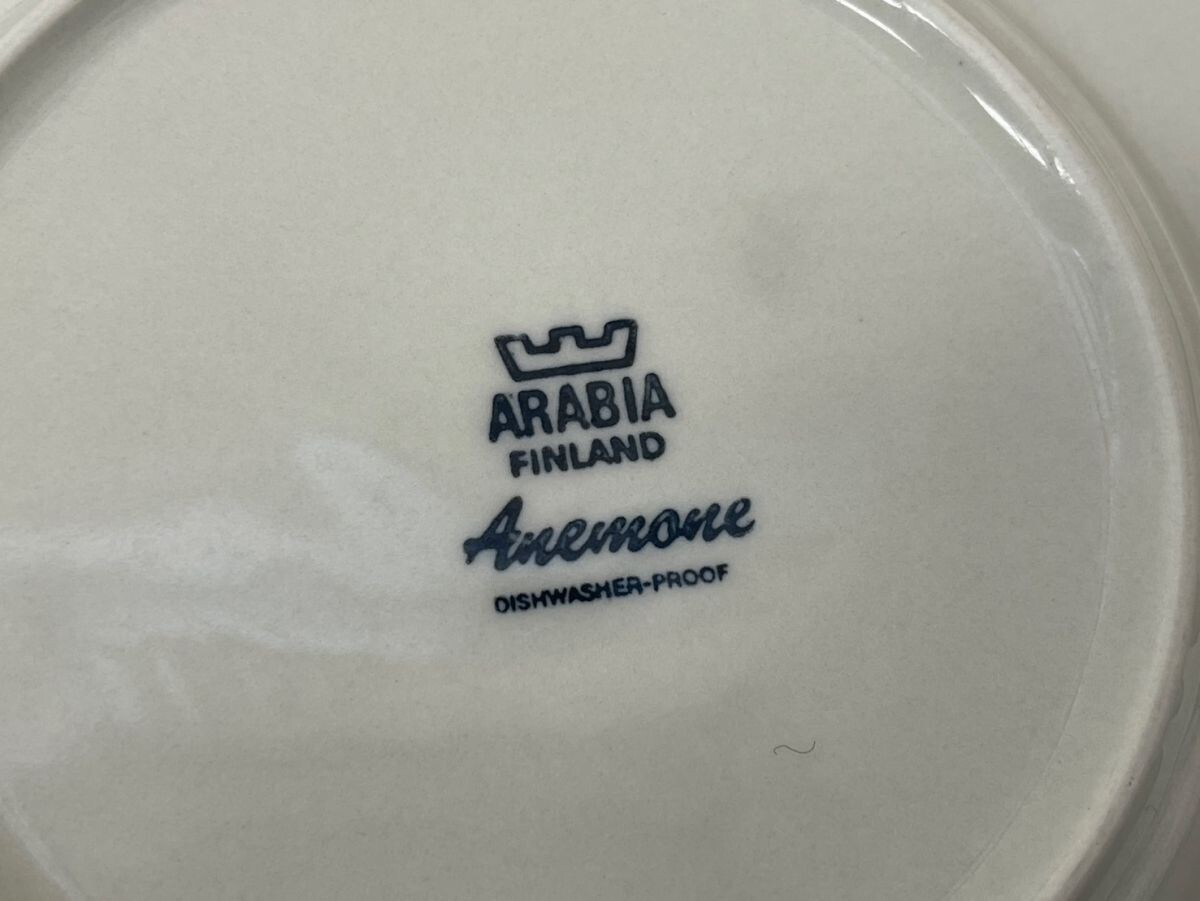 ARABIA
FINLAND
Anemone
DISHWASHER-PROOF